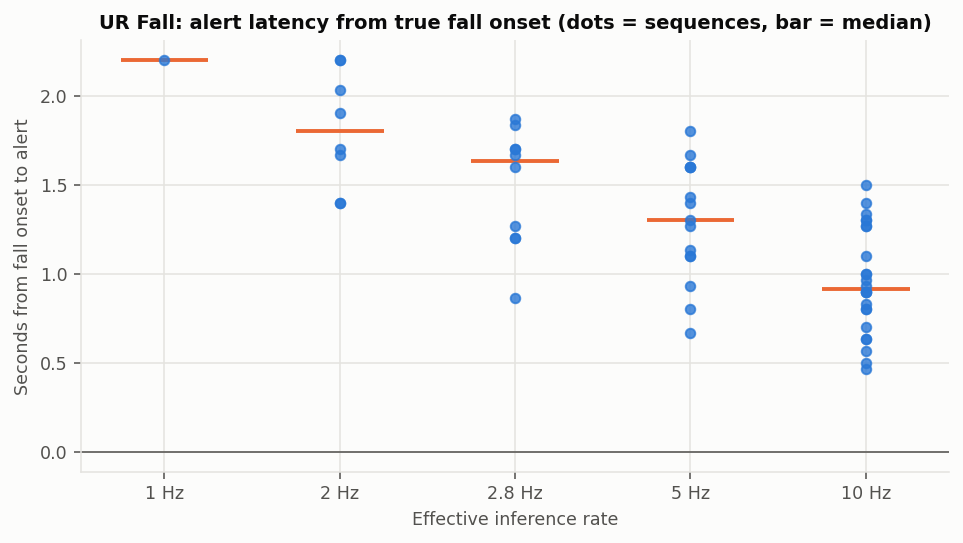 UR Fall: alert latency from true fall onset (dots = sequences, bar = median)
Seconds from fall onset to alert
2.0
1.5
1.0
0.5
0.0
1 Hz
2 Hz
2.8 Hz
5 Hz
10 Hz
Effective inference rate